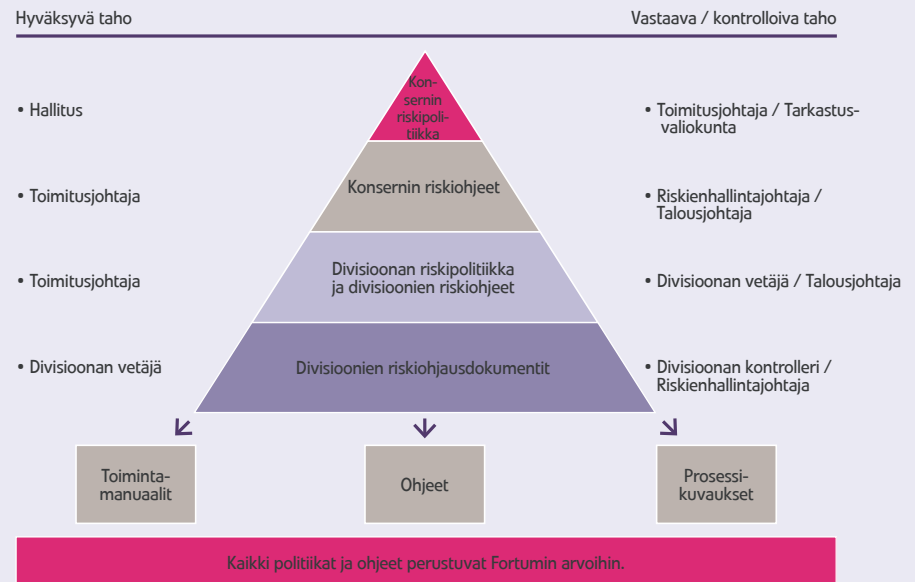 Hyväksyvä taho
Vastaava / kontrolloiva taho
• Hallitus
Kon-
sernin
riskipoli-
tiikka
• Toimitusjohtaja / Tarkastus-
valiokunta
• Toimitusjohtaja
Konsernin riskiohjeet
• Riskienhallintajohtaja /
Talousjohtaja
• Toimitusjohtaja
Divisioonan riskipolitiikka
ja divisioonien riskiohjeet
• Divisioonan vetäjä / Talousjohtaja
• Divisioonan vetäjä
Divisioonien riskiohjausdokumentit
• Divisioonan kontrolleri /
Riskienhallintajohtaja
Toiminta-
manuaalit
Ohjeet
Prosessi-
kuvaukset
Kaikki politiikat ja ohjeet perustuvat Fortumin arvoihin.